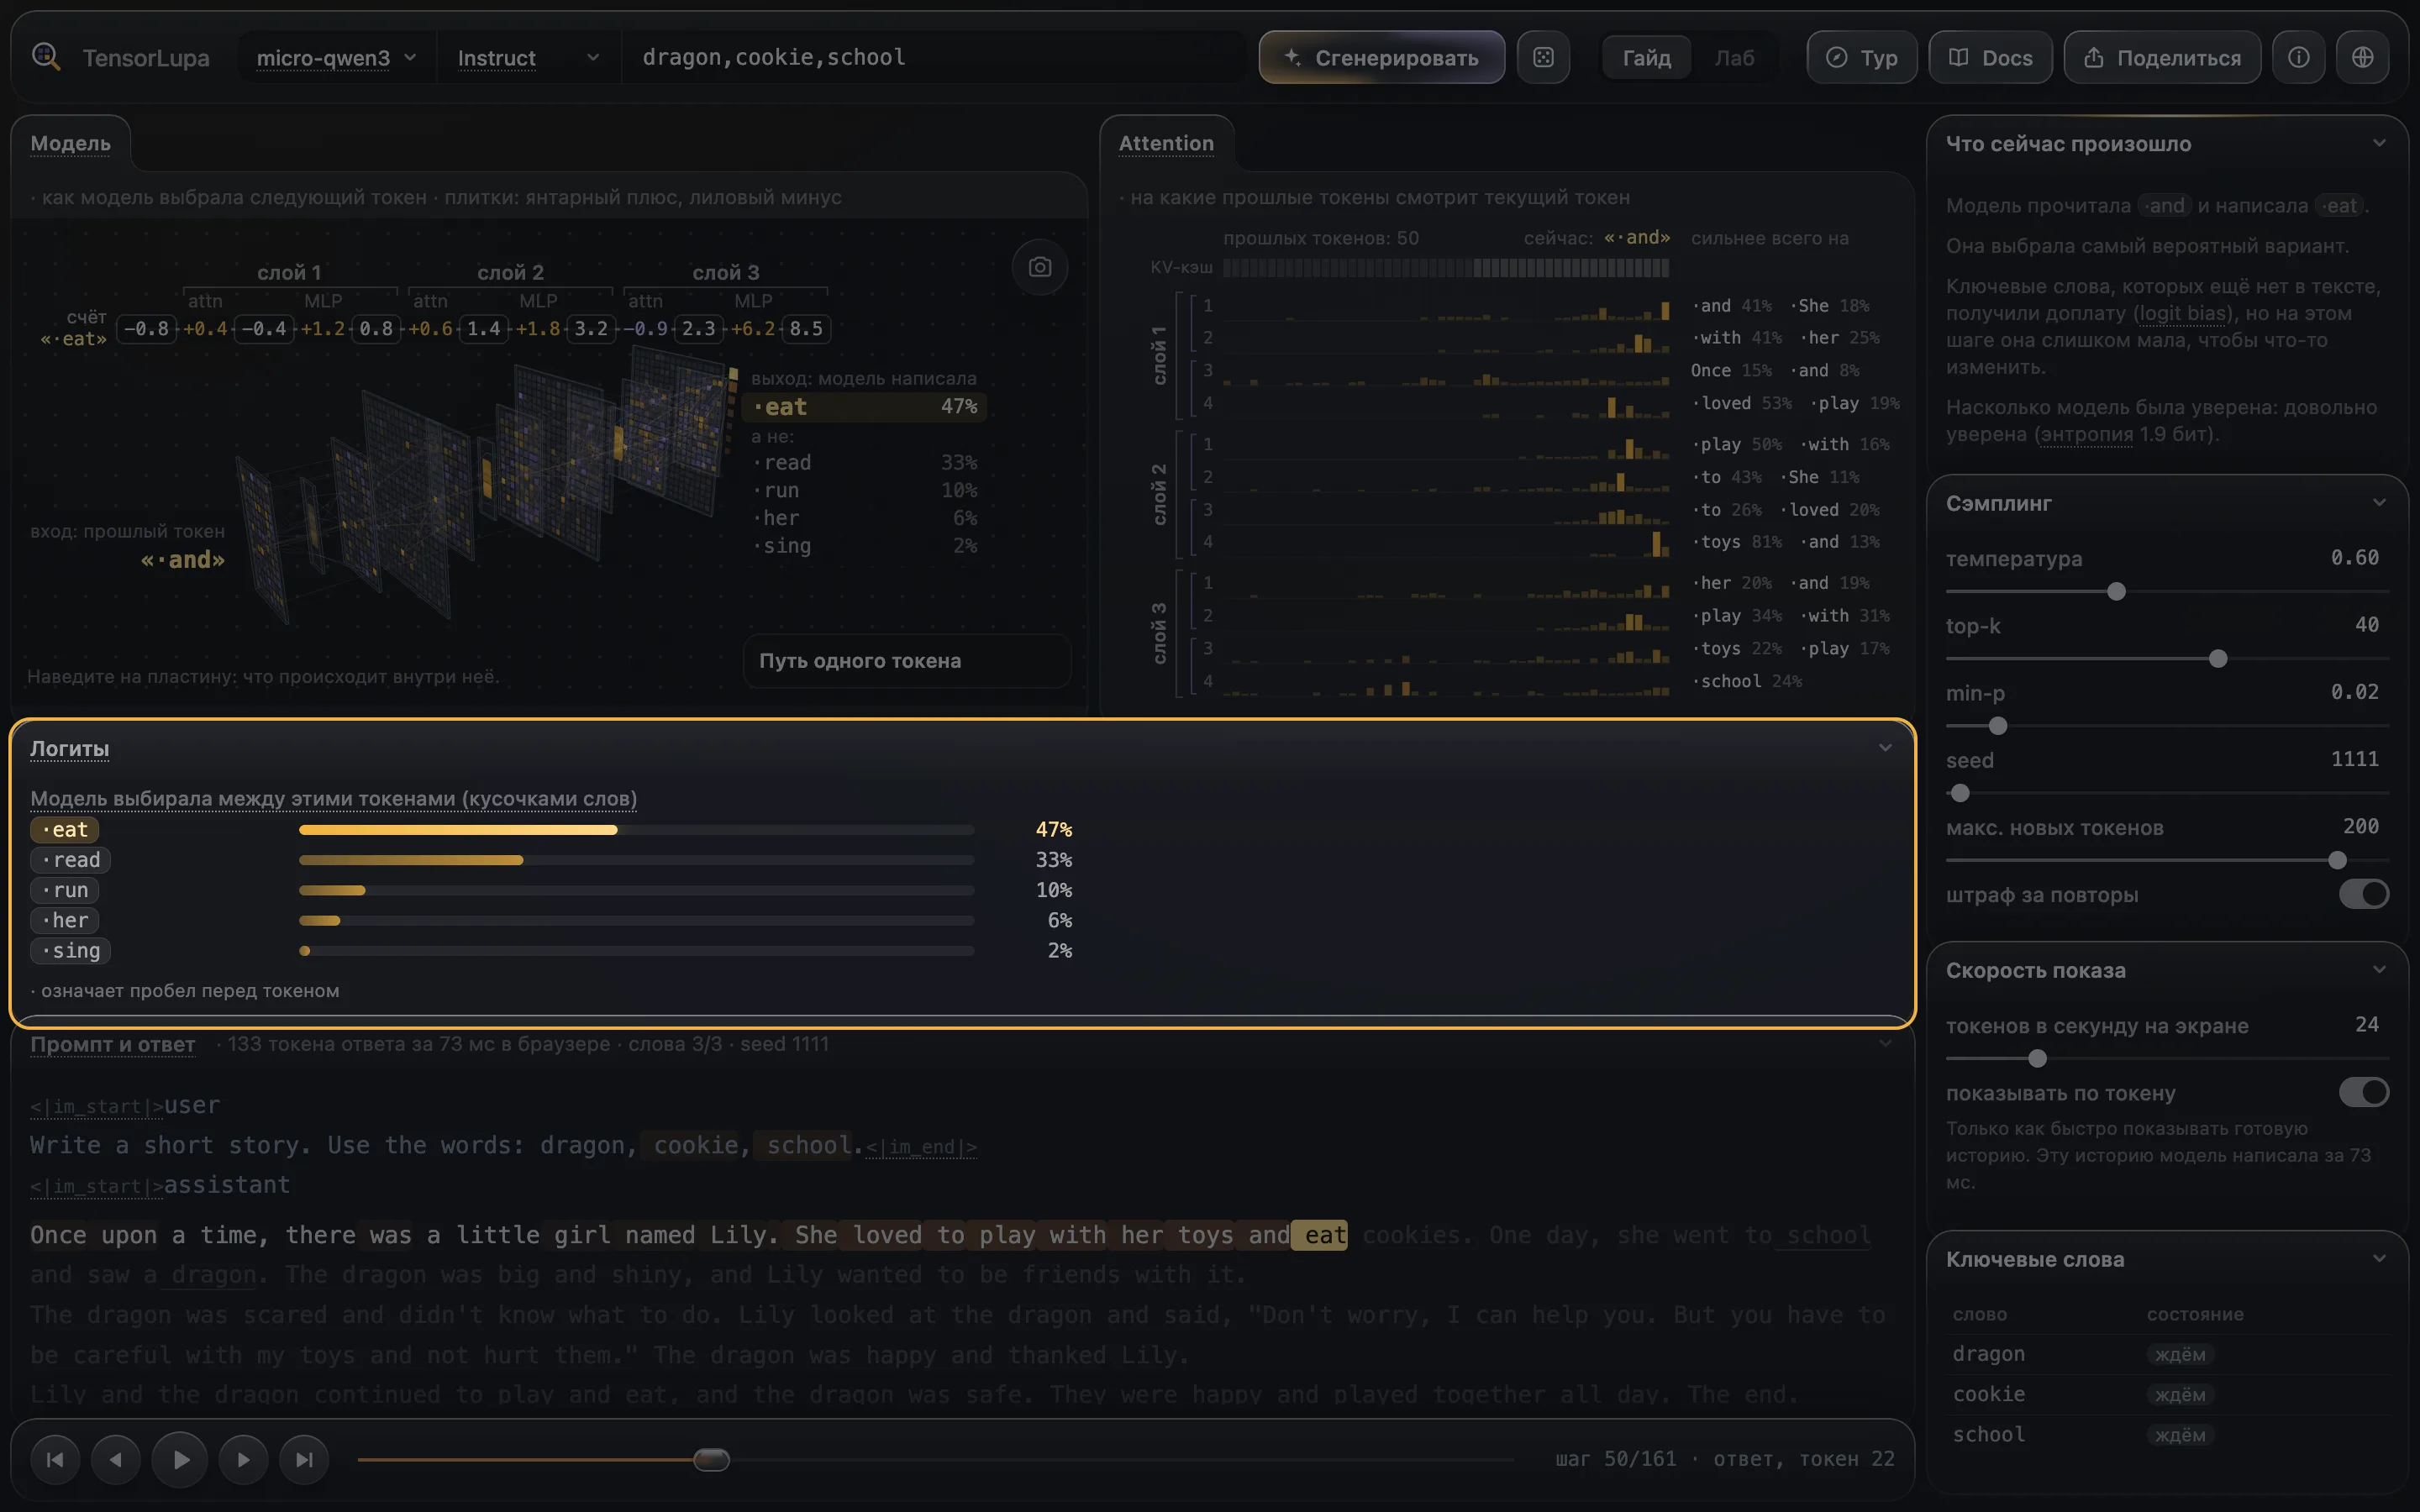 TensorLupa micro-qwen3 Instruct dragon,cookie,school Сгенерировать Гайд Лаб Тур Docs Поделиться
Модель
· как модель выбрала следующий токен · плитки: янтарный плюс, лиловый минус
слой 1 слой 2 слой 3
attn MLP attn MLP attn MLP
счёт
«·eat»
−0.8 +0.4 −0.4 +1.2 0.8 +0.6 1.4 +1.8 3.2 −0.9 2.3 +6.2 8.5
выход: модель написала
·eat 47%
а не:
·read 33%
·run 10%
·her 6%
·sing 2%
вход: прошлый токен
«·and»
Путь одного токена
Наведите на пластину: что происходит внутри неё.
Attention
· на какие прошлые токены смотрит текущий токен
прошлых токенов: 50 сейчас: «·and» сильнее всего на
KV-кэш
слой 1
1 ·and 41% ·She 18%
2 ·with 41% ·her 25%
3 Once 15% ·and 8%
4 ·loved 53% ·play 19%
слой 2
1 ·play 50% ·with 16%
2 ·to 43% ·She 11%
3 ·to 26% ·loved 20%
4 ·toys 81% ·and 13%
слой 3
1 ·her 20% ·and 19%
2 ·play 34% ·with 31%
3 ·toys 22% ·play 17%
4 ·school 24%
Логиты
Модель выбирала между этими токенами (кусочками слов)
·eat 47%
·read 33%
·run 10%
·her 6%
·sing 2%
· означает пробел перед токеном
Промпт и ответ · 133 токена ответа за 73 мс в браузере · слова 3/3 · seed 1111
<|im_start|>user
Write a short story. Use the words: dragon, cookie, school.<|im_end|>
<|im_start|>assistant
Once upon a time, there was a little girl named Lily. She loved to play with her toys and eat cookies. One day, she went to school
and saw a dragon. The dragon was big and shiny, and Lily wanted to be friends with it.
The dragon was scared and didn't know what to do. Lily looked at the dragon and said, "Don't worry, I can help you. But you have to
be careful with my toys and not hurt them." The dragon was happy and thanked Lily.
Lily and the dragon continued to play and eat, and the dragon was safe. They were happy and played together all day. The end.
шаг 50/161 · ответ, токен 22
Что сейчас произошло
Модель прочитала ·and и написала ·eat.
Она выбрала самый вероятный вариант.
Ключевые слова, которых ещё нет в тексте,
получили доплату (logit bias), но на этом
шаге она слишком мала, чтобы что-то
изменить.
Насколько модель была уверена: довольно
уверена (энтропия 1.9 бит).
Сэмплинг
температура 0.60
top-k 40
min-p 0.02
seed 1111
макс. новых токенов 200
штраф за повторы
Скорость показа
токенов в секунду на экране 24
показывать по токену
Только как быстро показывать готовую
историю. Эту историю модель написала за 73
мс.
Ключевые слова
слово состояние
dragon ждём
cookie ждём
school ждём